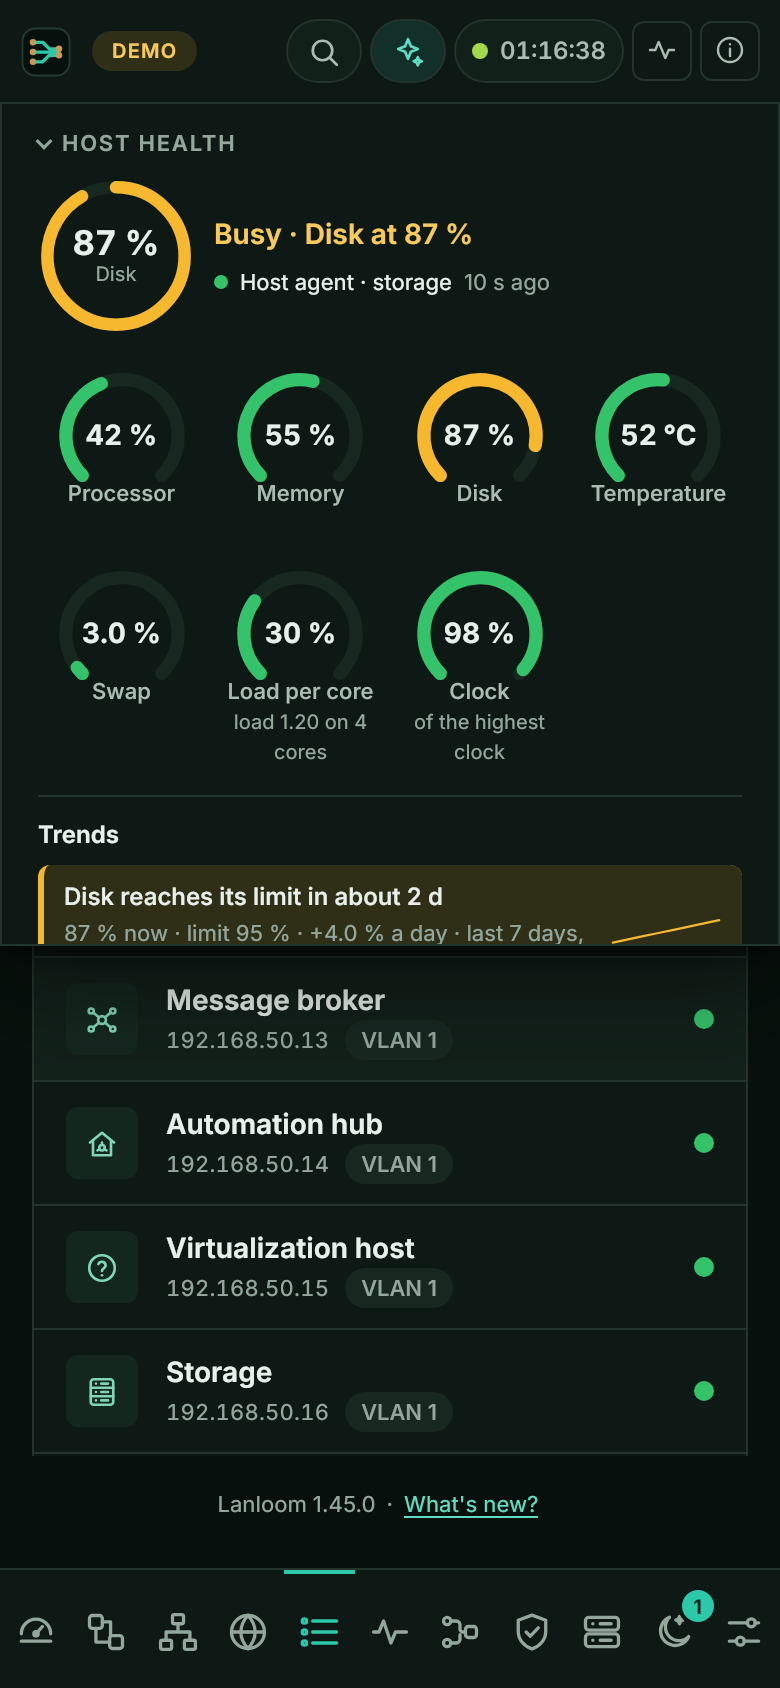 DEMO
01:16:38
HOST HEALTH
87 %
Disk
Busy · Disk at 87 %
Host agent · storage 10 s ago
42 %
Processor
55 %
Memory
87 %
Disk
52 °C
Temperature
3.0 %
Swap
30 %
Load per core
load 1.20 on 4
cores
98 %
Clock
of the highest
clock
Trends
Disk reaches its limit in about 2 d
87 % now · limit 95 % · +4.0 % a day · last 7 days,
Message broker
192.168.50.13 VLAN 1
Automation hub
192.168.50.14 VLAN 1
Virtualization host
192.168.50.15 VLAN 1
Storage
192.168.50.16 VLAN 1
Lanloom 1.45.0 · What's new?
1